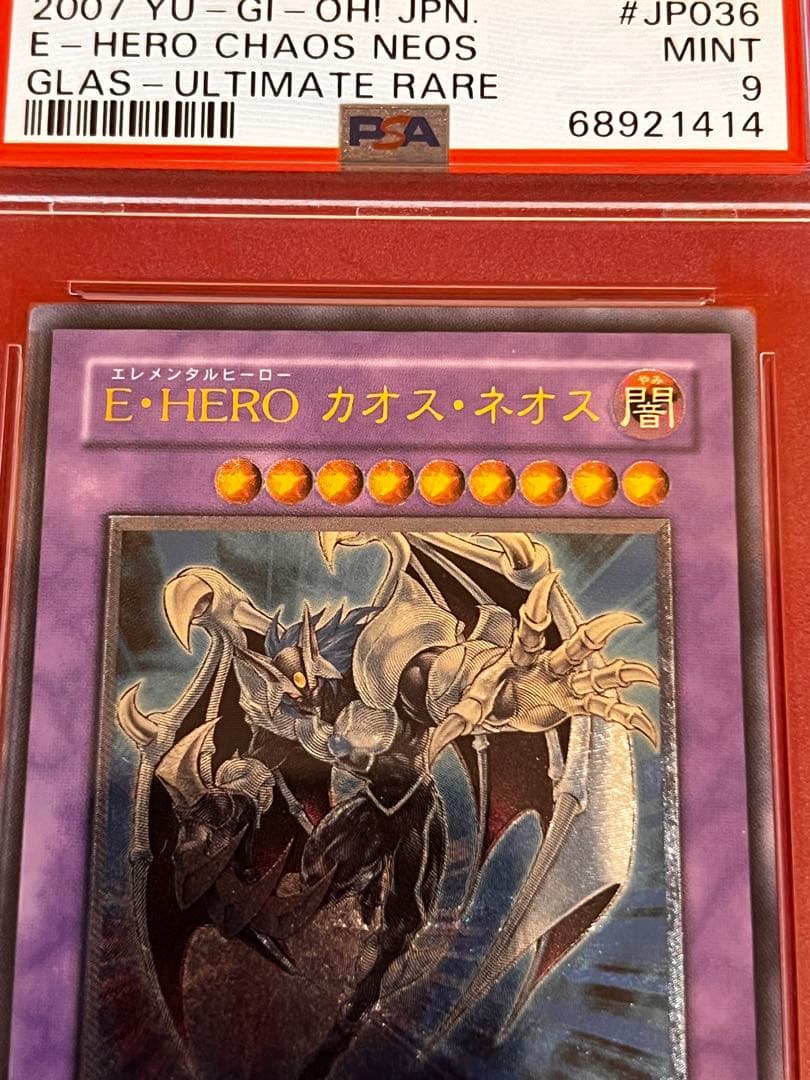 2007 YU-GI-OH! JPN. #JP036
E-HERO CHAOS NEOS MINT
GLAS-ULTIMATE RARE 9
PSA 68921414
エレメンタルヒーロー
E・HERO カオス・ネオス
やみ
闇